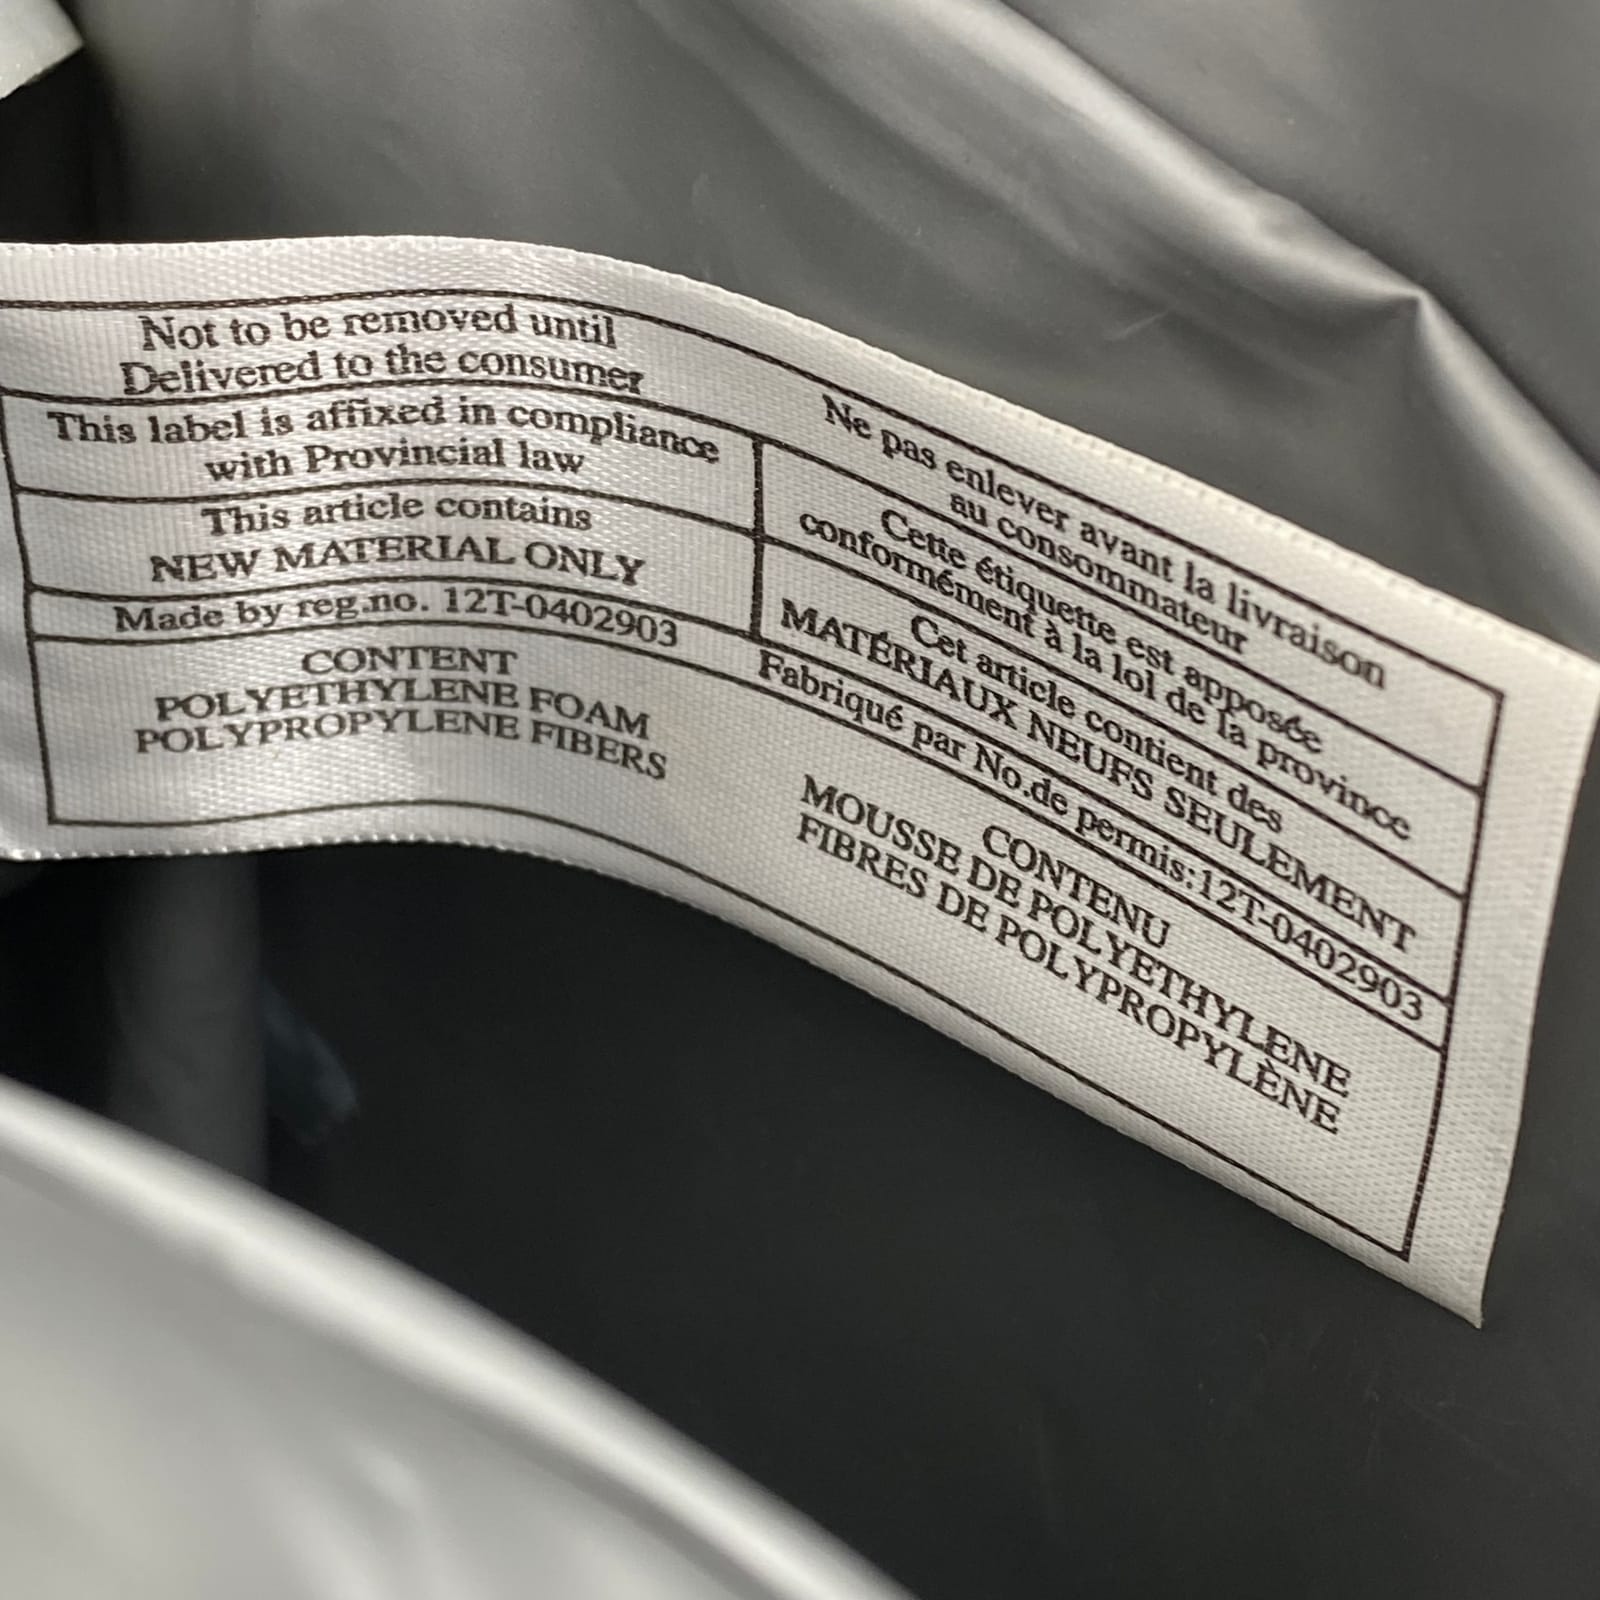 Not to be removed until
Delivered to the consumer
This label is affixed in compliance
with Provincial law
This article contains
NEW MATERIAL ONLY
Made by reg.no. 12T-0402903
CONTENT
POLYETHYLENE FOAM
POLYPROPYLENE FIBERS
Ne pas enlever avant la livraison
au consommateur
Cette étiquette est apposée
conformément à la lol de la province
Cet article contient des
MATÉRIAUX NEUFS SEULEMENT
Fabriqué par No.de permis:12T-0402903
CONTENU
MOUSSE DE POLYETHYLENE
FIBRES DE POLYPROPYLÈNE